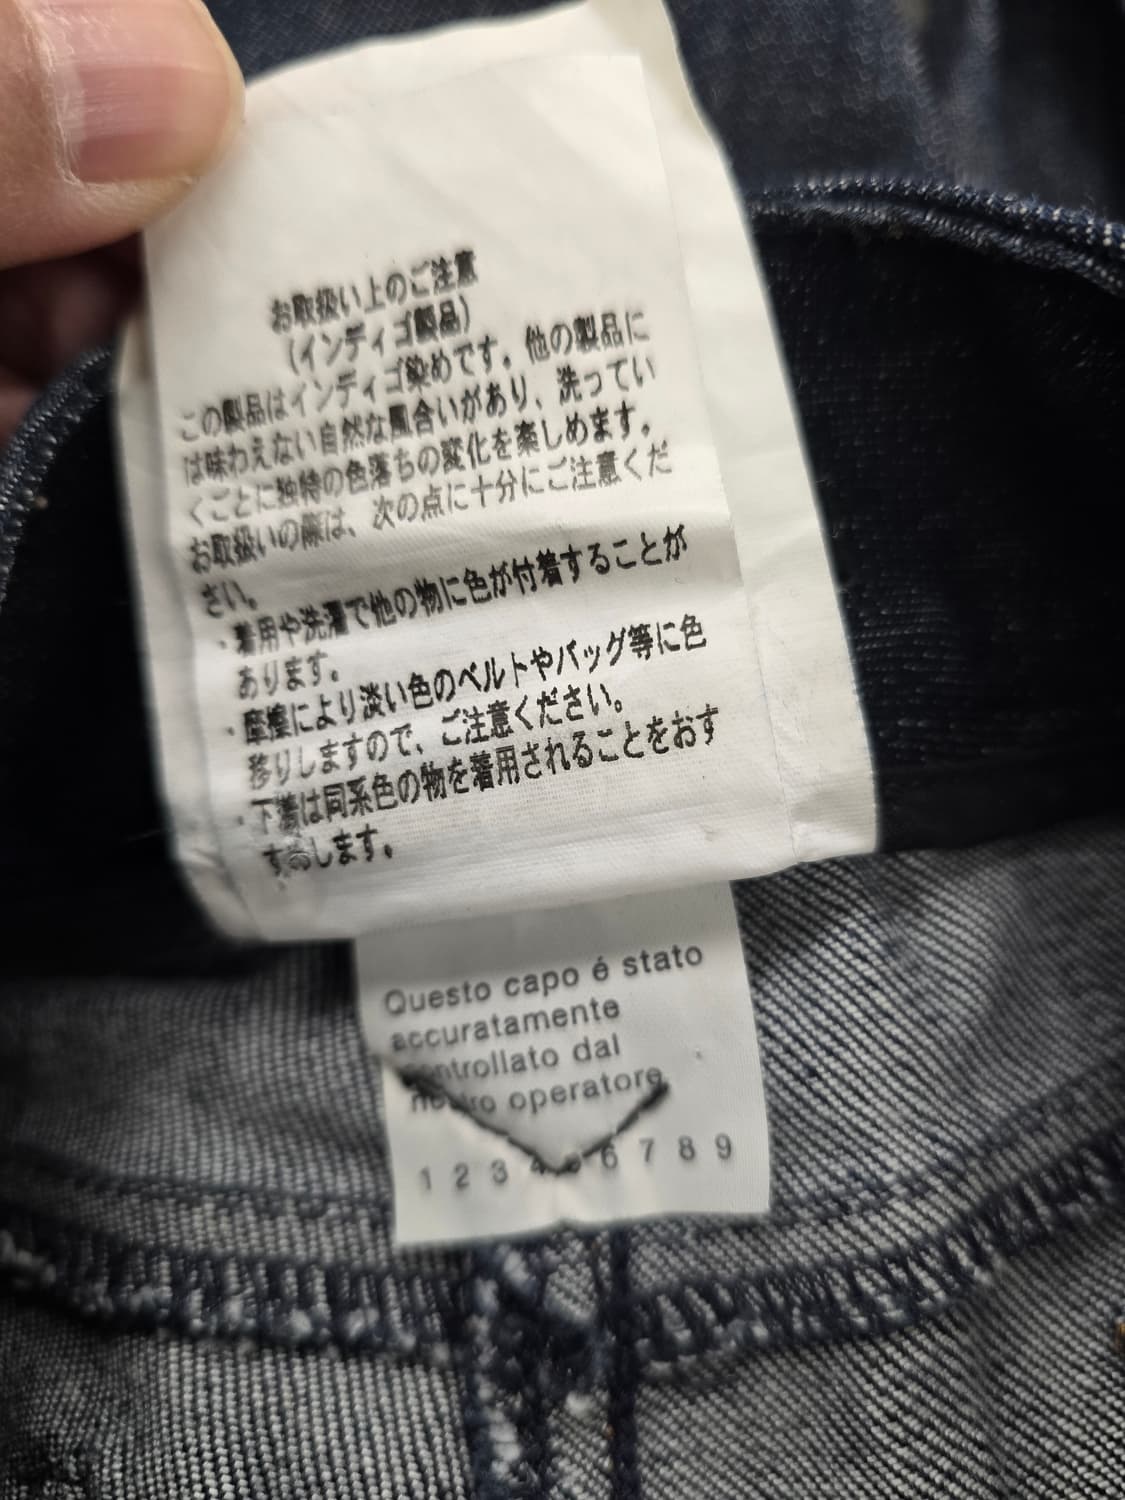 お取扱い上のご注意
(インディゴ製品)
この製品はインディゴ染めです。他の製品に
は味わえない自然な風合いがあり、洗ってい
くごとに独特の色落ちの変化を楽しめます。
お取扱いの際は、次の点に十分にご注意くだ
さい。
・着用や洗濯で他の物に色が付着することが
あります。
・摩擦により淡い色のベルトやバッグ等に色
移りしますので、ご注意ください。
・下着は同系色の物を着用されることをおす
すめします。
Questo capo é stato
accuratamente
controllato dal
nostro operatore
1 2 3 4 5 6 7 8 9